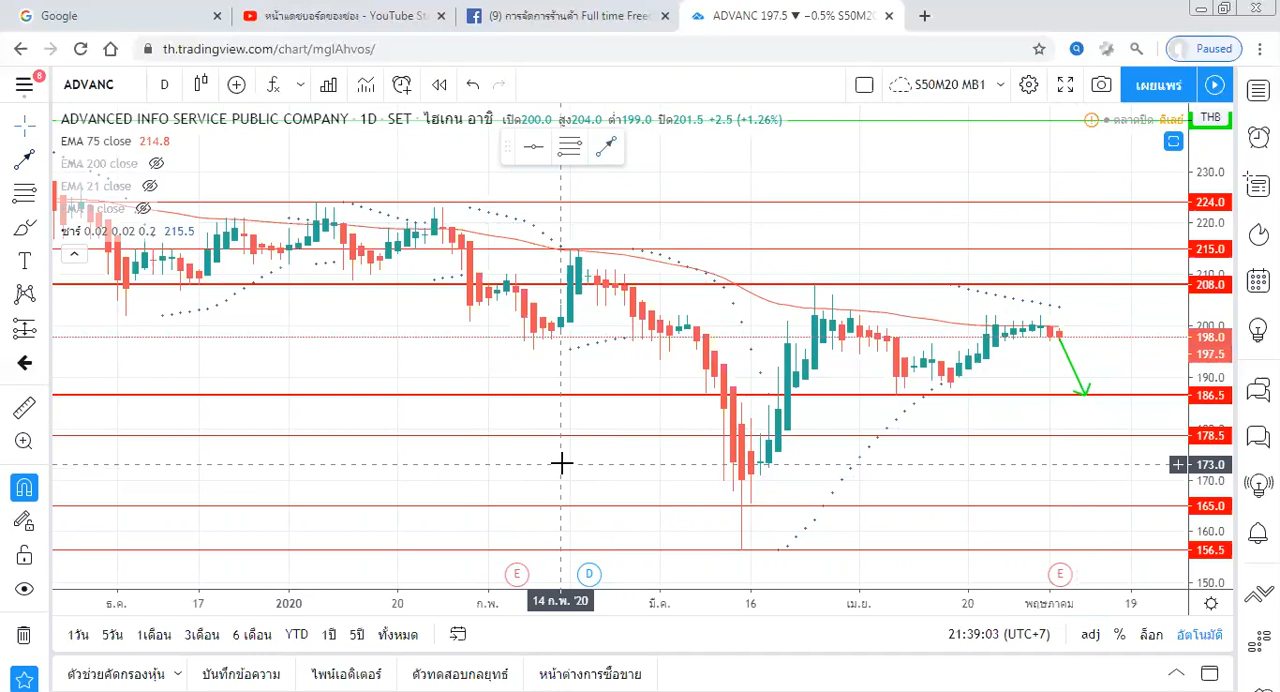 Google
หน้าแดชบอร์ดของช่อง - YouTube St
(9) การจัดการร้านค้า Full time Free
ADVANC 197.5 ▼ −0.5% S50M20
th.tradingview.com/chart/mglAhvos/
Paused
8
ADVANC
D
S50M20 MB1
เผยแพร่
ADVANCED INFO SERVICE PUBLIC COMPANY · 1D · SET · ไฮเกน อาชิ เปิด200.0 สูง204.0 ต่ำ199.0 ปิด201.5 +2.5 (+1.26%)
ตลาดปิด ดีเลย์
THB
EMA 75 close 214.8
EMA 200 close
EMA 21 close
close
ซาร์ 0.02 0.02 0.2 215.5
230.0
224.0
220.0
215.0
210.0
208.0
200.0
198.0
197.5
190.0
186.5
178.5
173.0
170.0
165.0
160.0
156.5
150.0
E
D
E
ธ.ค.
17
2020
20
ก.พ.
14 ก.พ. '20
มี.ค.
16
เม.ย.
20
พฤษภาคม
19
1วัน 5วัน 1เดือน 3เดือน 6 เดือน YTD 1ปี 5ปี ทั้งหมด
21:39:03 (UTC+7)
adj % ล็อก อัตโนมัติ
ตัวช่วยคัดกรองหุ้น
บันทึกข้อความ
ไพน์เอดิเตอร์
ตัวทดสอบกลยุทธ์
หน้าต่างการซื้อขาย